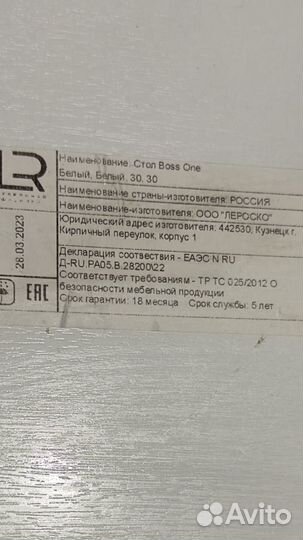 LR
28.03.2023
EAC
Наименование: Стол Boss One
Белый, Белый, 30, 30
Наименование страны-изготовителя: РОССИЯ
Наименование-изготовителя: ООО "ЛЕРОСКО"
Юридический адрес изготовителя: 442530, Кузнецк г,
Кирпичный переулок, корпус 1
Декларация соотвествия - ЕАЭС N RU
Д-RU.РА05.В.28200\22
Соответствует требованиям - ТР ТС 025/2012 О
безопасности мебельной продукции
Срок гарантии: 18 месяца Срок службы: 5 лет
Avito